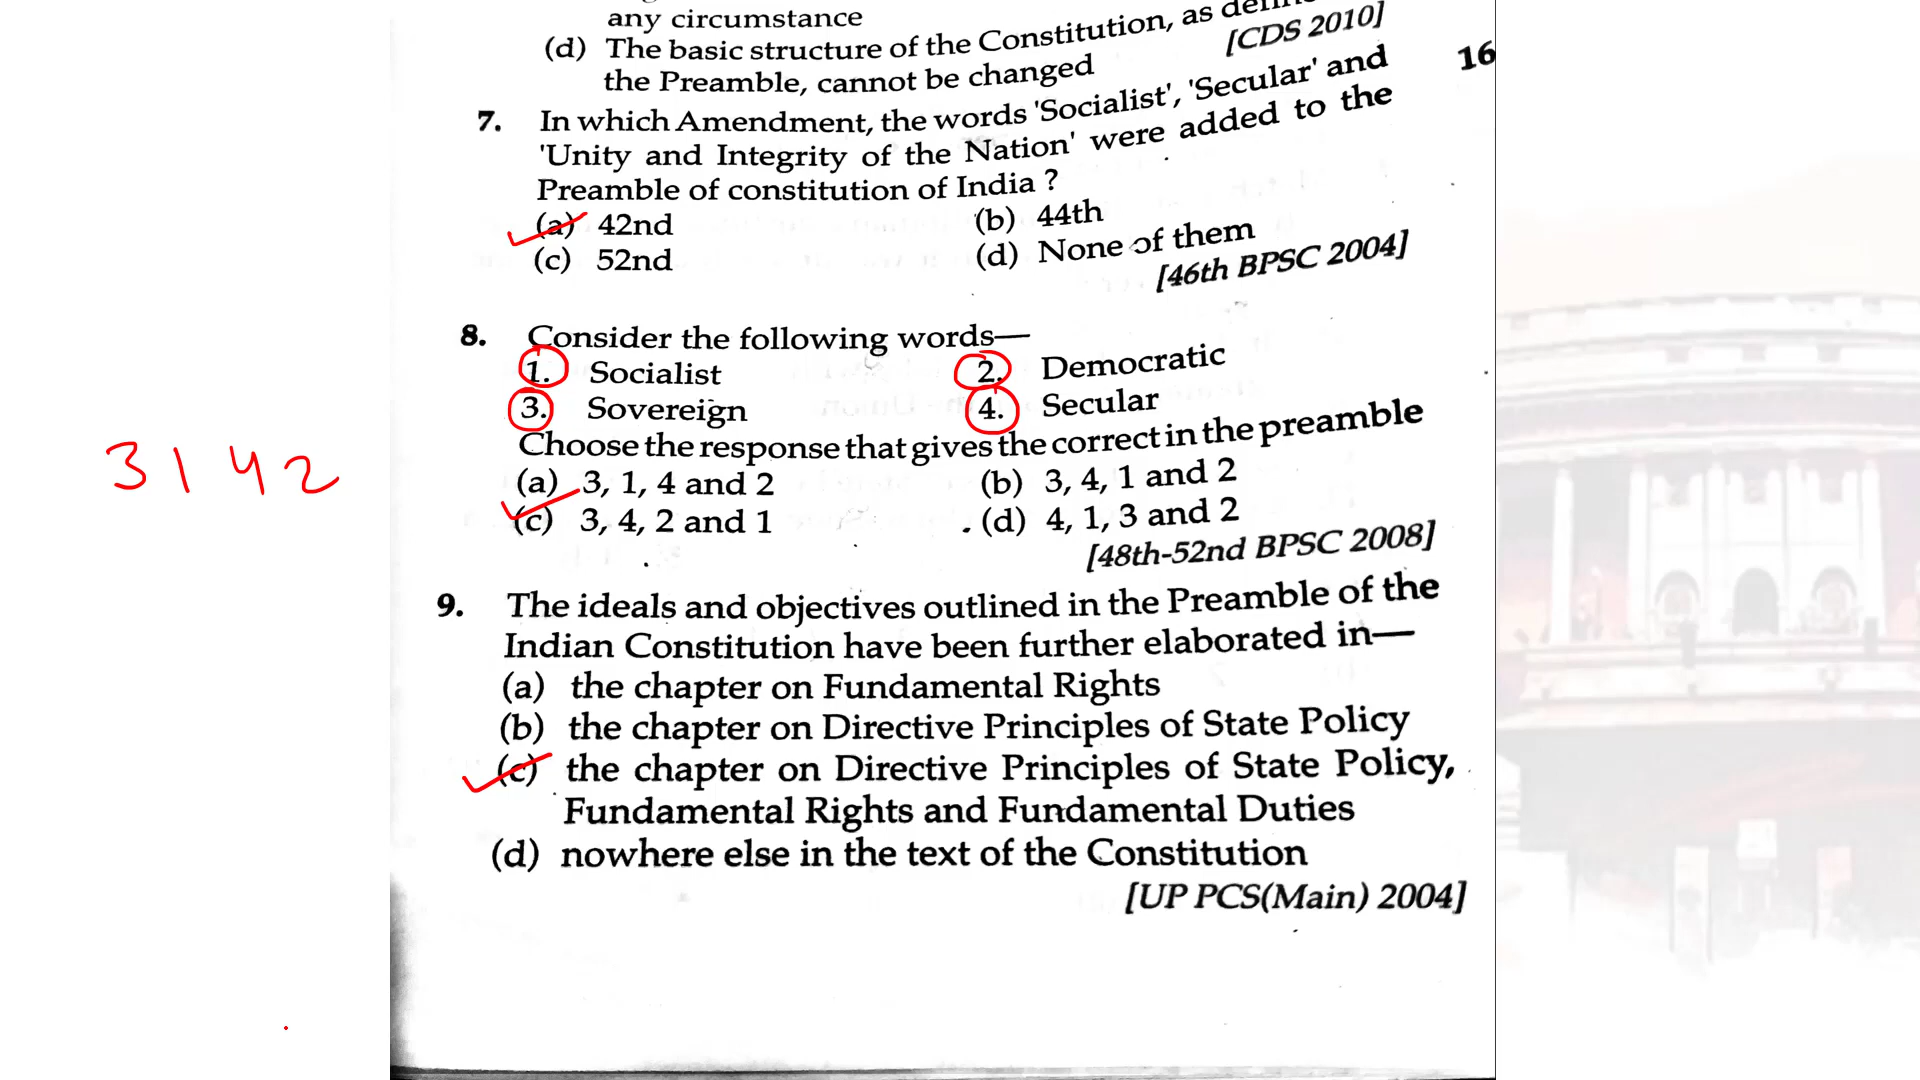 any circumstance
(d) The basic structure of the Constitution, as
the Preamble, cannot be changed
[CDS 2010]
16
7. In which Amendment, the words 'Socialist', 'Secular' and
'Unity and Integrity of the Nation' were added to the
Preamble of constitution of India ?
(a) 42nd (b) 44th
(c) 52nd (d) None of them
[46th BPSC 2004]
8. Consider the following words—
1. Socialist 2. Democratic
3. Sovereign 4. Secular
Choose the response that gives the correct in the preamble
3 1 4 2
(a) 3, 1, 4 and 2 (b) 3, 4, 1 and 2
(c) 3, 4, 2 and 1 (d) 4, 1, 3 and 2
[48th-52nd BPSC 2008]
9. The ideals and objectives outlined in the Preamble of the
Indian Constitution have been further elaborated in—
(a) the chapter on Fundamental Rights
(b) the chapter on Directive Principles of State Policy
(c) the chapter on Directive Principles of State Policy,
Fundamental Rights and Fundamental Duties
(d) nowhere else in the text of the Constitution
[UP PCS(Main) 2004]